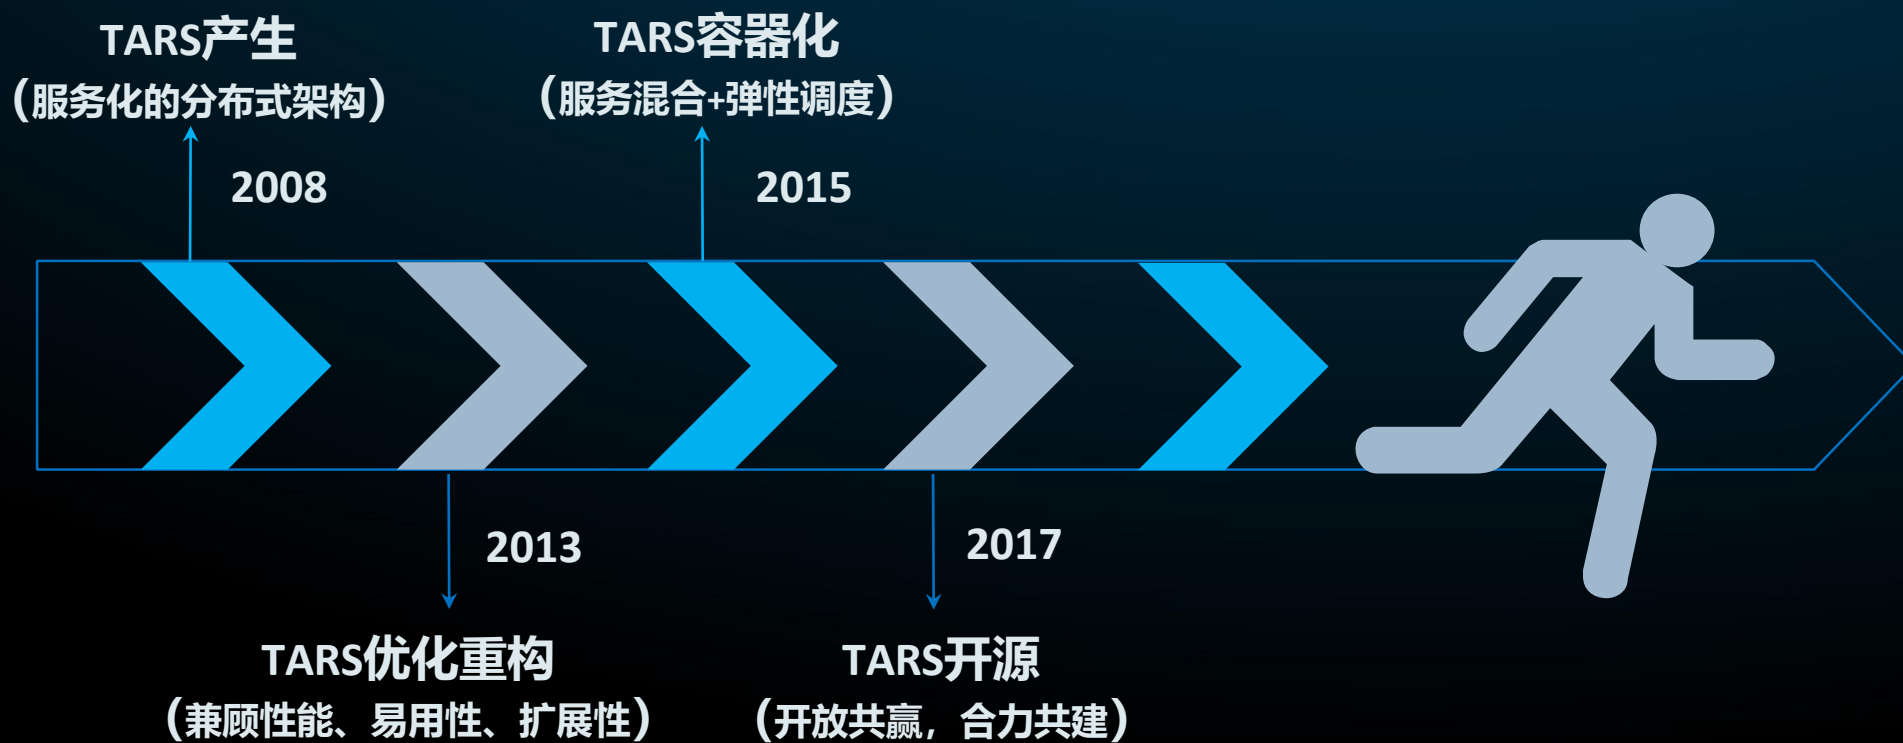 TARS产生
（服务化的分布式架构）
2008
TARS容器化
（服务混合+弹性调度）
2015
2013
TARS优化重构
（兼顾性能、易用性、扩展性）
2017
TARS开源
（开放共赢，合力共建）